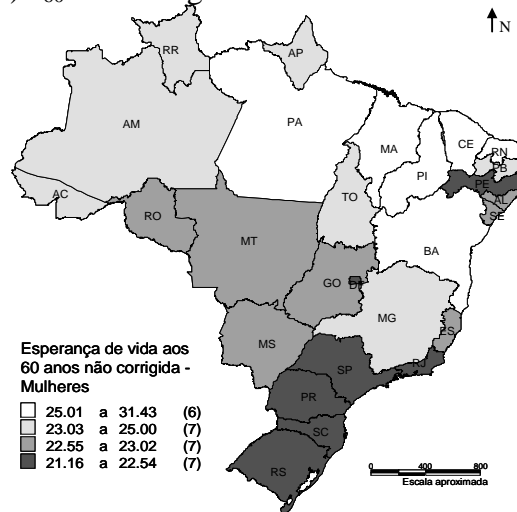 N
RR
AP
AM
PA
MA
CE
RN
PB
PI
PE
AL
SE
AC
TO
RO
MT
BA
GO
DF
MG
ES
MS
SP
RJ
PR
SC
RS
Esperança de vida aos
60 anos não corrigida -
Mulheres
25.01 a 31.43 (6)
23.03 a 25.00 (7)
22.55 a 23.02 (7)
21.16 a 22.54 (7)
0 400 800
Escala aproximada